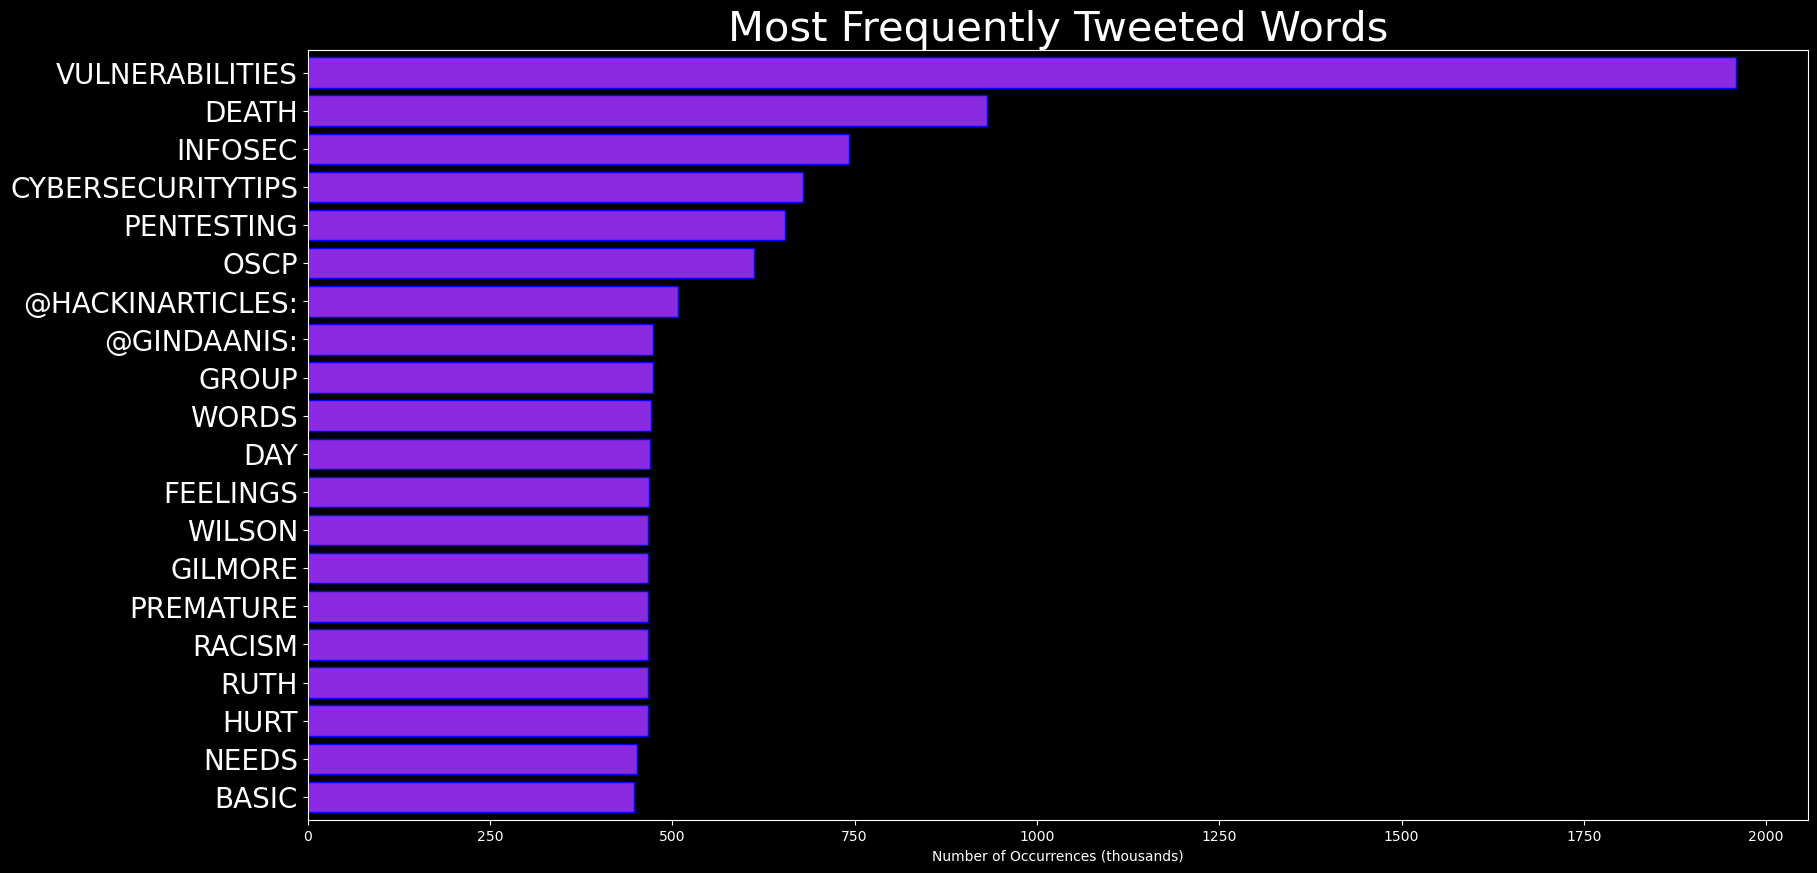 Most Frequently Tweeted Words
VULNERABILITIES
DEATH
INFOSEC
CYBERSECURITYTIPS
PENTESTING
OSCP
@HACKINARTICLES:
@GINDAANIS:
GROUP
WORDS
DAY
FEELINGS
WILSON
GILMORE
PREMATURE
RACISM
RUTH
HURT
NEEDS
BASIC
0 250 500 750 1000 1250 1500 1750 2000
Number of Occurrences (thousands)